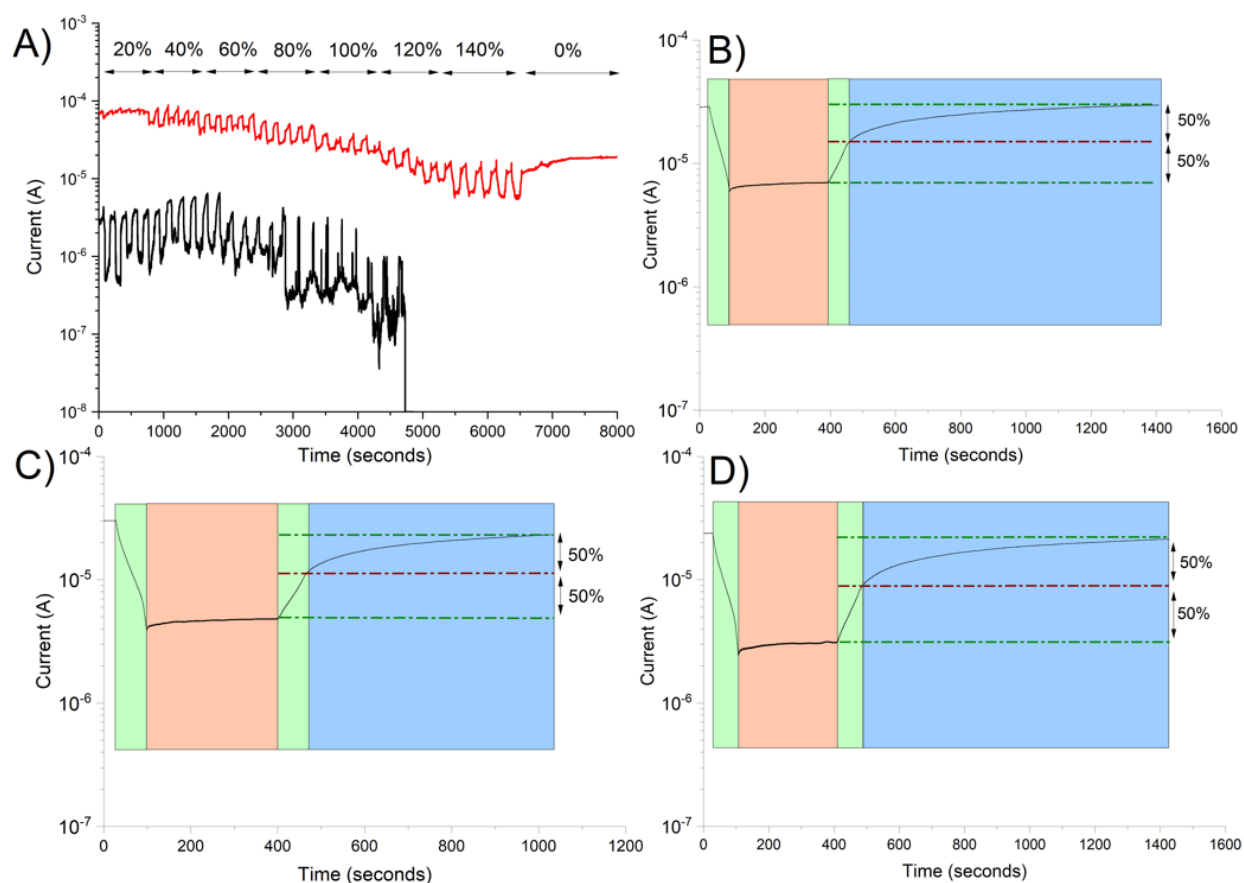 A)
20% 40% 60% 80% 100% 120% 140% 0%
10⁻³
10⁻⁴
10⁻⁵
10⁻⁶
10⁻⁷
10⁻⁸
Current (A)
0 1000 2000 3000 4000 5000 6000 7000 8000
Time (seconds)
B)
10⁻⁴
10⁻⁵
10⁻⁶
10⁻⁷
Current (A)
50%
50%
0 200 400 600 800 1000 1200 1400 1600
Time (seconds)
C)
10⁻⁴
10⁻⁵
10⁻⁶
10⁻⁷
Current (A)
50%
50%
0 200 400 600 800 1000 1200
Time (seconds)
D)
10⁻⁴
10⁻⁵
10⁻⁶
10⁻⁷
Current (A)
50%
50%
0 200 400 600 800 1000 1200 1400 1600
Time (seconds)